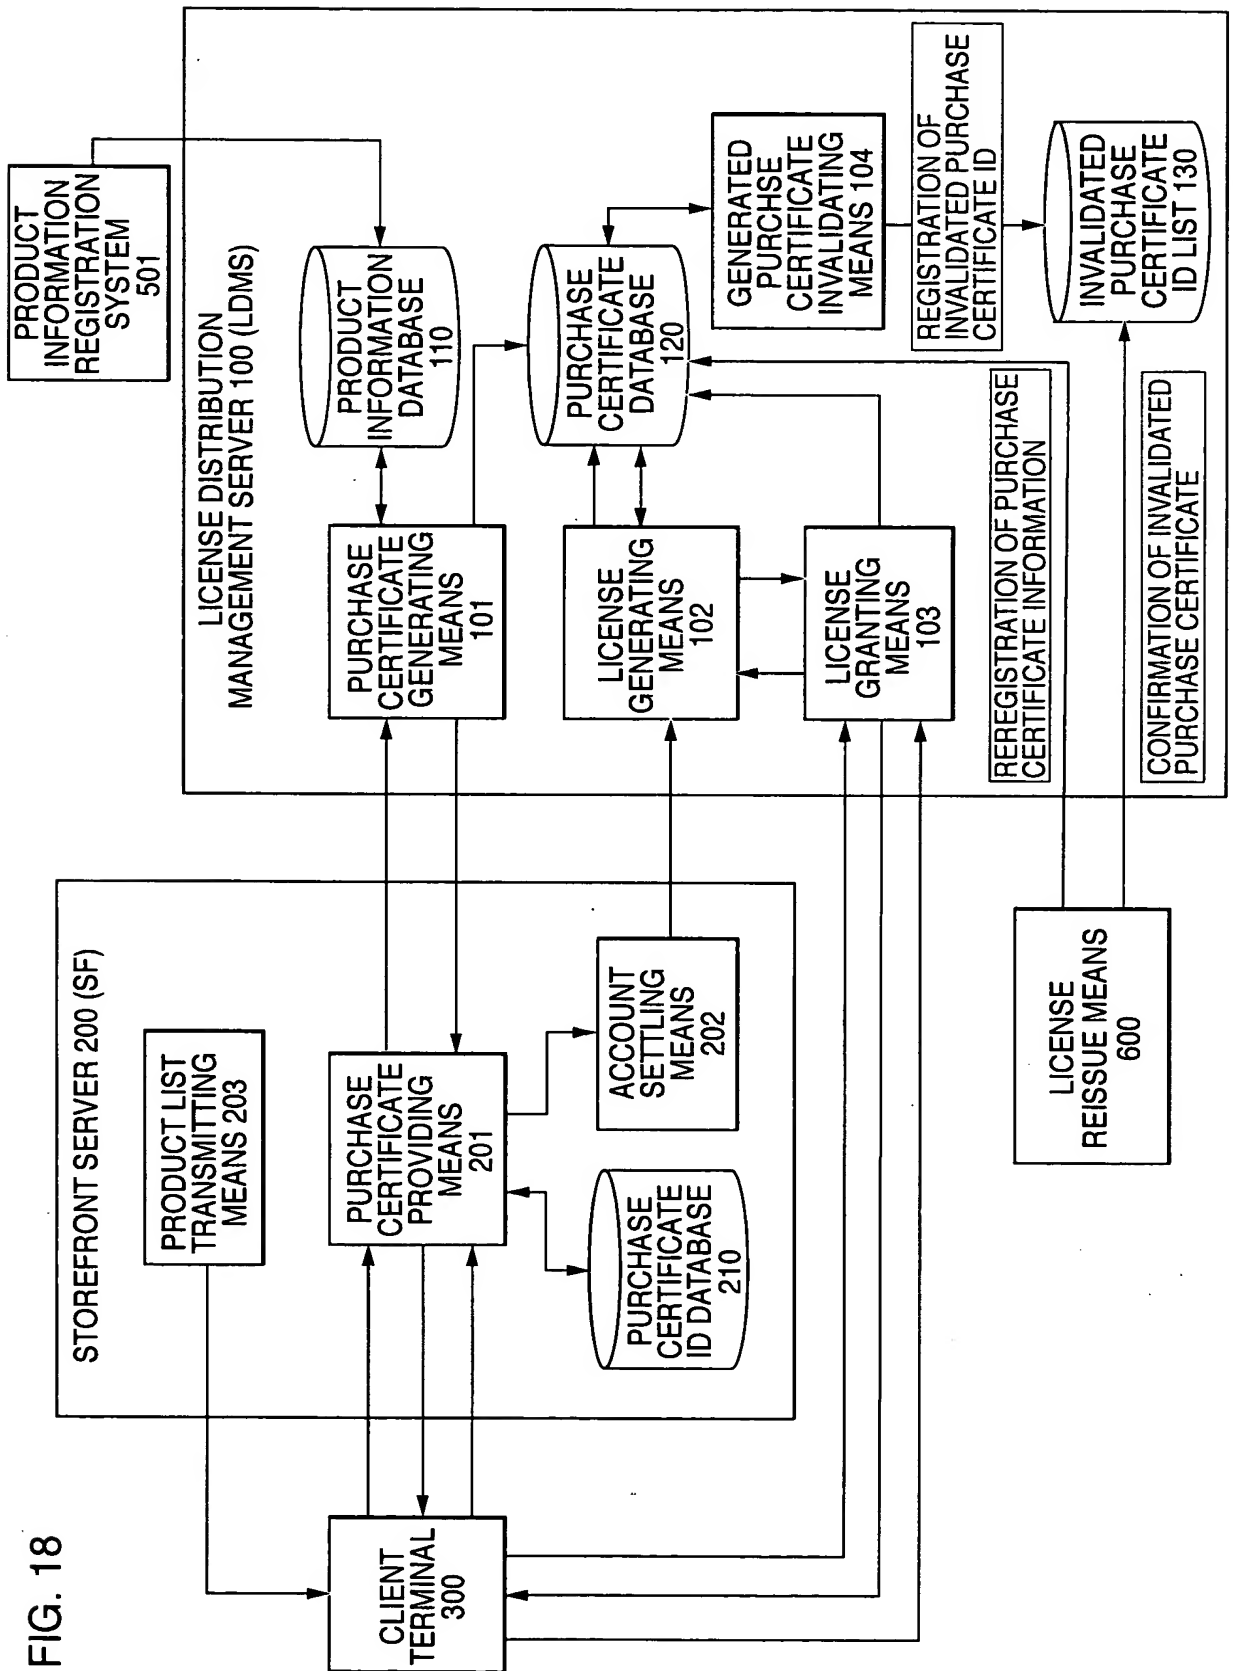 FIG. 18
PRODUCT
INFORMATION
REGISTRATION
SYSTEM
501
LICENSE DISTRIBUTION
MANAGEMENT SERVER 100 (LDMS)
STOREFRONT SERVER 200 (SF)
PRODUCT LIST
TRANSMITTING
MEANS 203
CLIENT
TERMINAL
300
PURCHASE
CERTIFICATE
PROVIDING
MEANS
201
PURCHASE
CERTIFICATE
GENERATING
MEANS
101
PRODUCT
INFORMATION
DATABASE
110
PURCHASE
CERTIFICATE
ID DATABASE
210
ACCOUNT
SETTLING
MEANS
202
LICENSE
GENERATING
MEANS
102
PURCHASE
CERTIFICATE
DATABASE
120
GENERATED
PURCHSE
CERTIFICATE
INVALIDATING
MEANS 104
LICENSE
GRANTING
MEANS
103
REGISTRATION OF
INVALIDATED PURCHASE
CERTIFICATE ID
REREGISTRATION OF PURCHASE
CERTIFICATE INFORMATION
INVALIDATED
PURCHASE
CERTIFICATE
ID LIST 130
LICENSE
REISSUE MEANS
600
CONFIRMATION OF INVALIDATED
PURCHASE CERTIFICATE